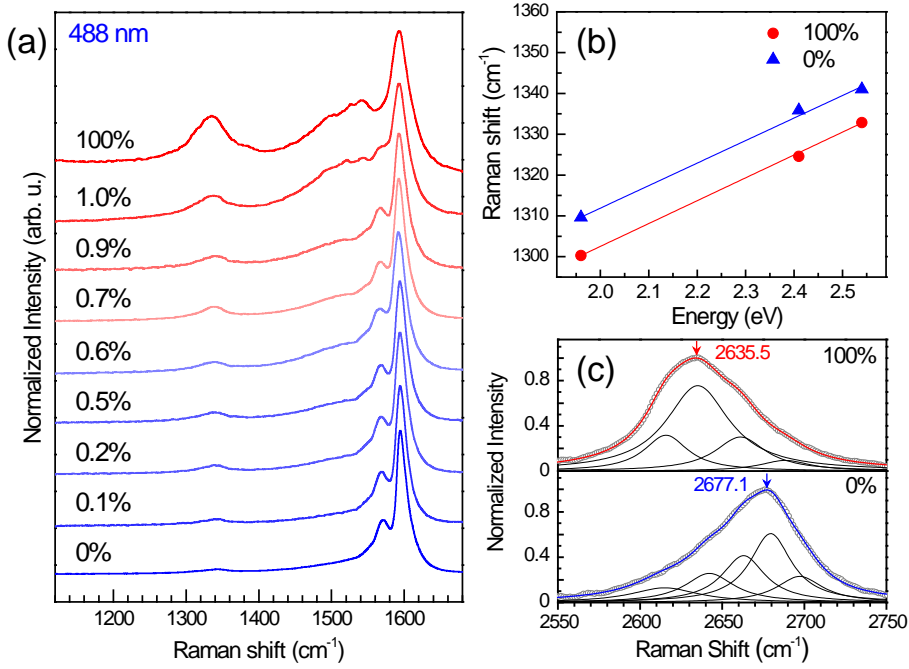 (a)
488 nm
100%
1.0%
0.9%
0.7%
0.6%
0.5%
0.2%
0.1%
0%
Normalized Intensity (arb. u.)
1200 1300 1400 1500 1600
Raman shift (cm⁻¹)
(b)
100%
0%
1360
1350
1340
1330
1320
1310
1300
Raman shift (cm⁻¹)
2.0 2.1 2.2 2.3 2.4 2.5
Energy (eV)
(c)
2635.5
100%
0.8
0.4
0
2677.1
0%
0.8
0.4
0
Normalized Intensity
2550 2600 2650 2700 2750
Raman Shift (cm⁻¹)